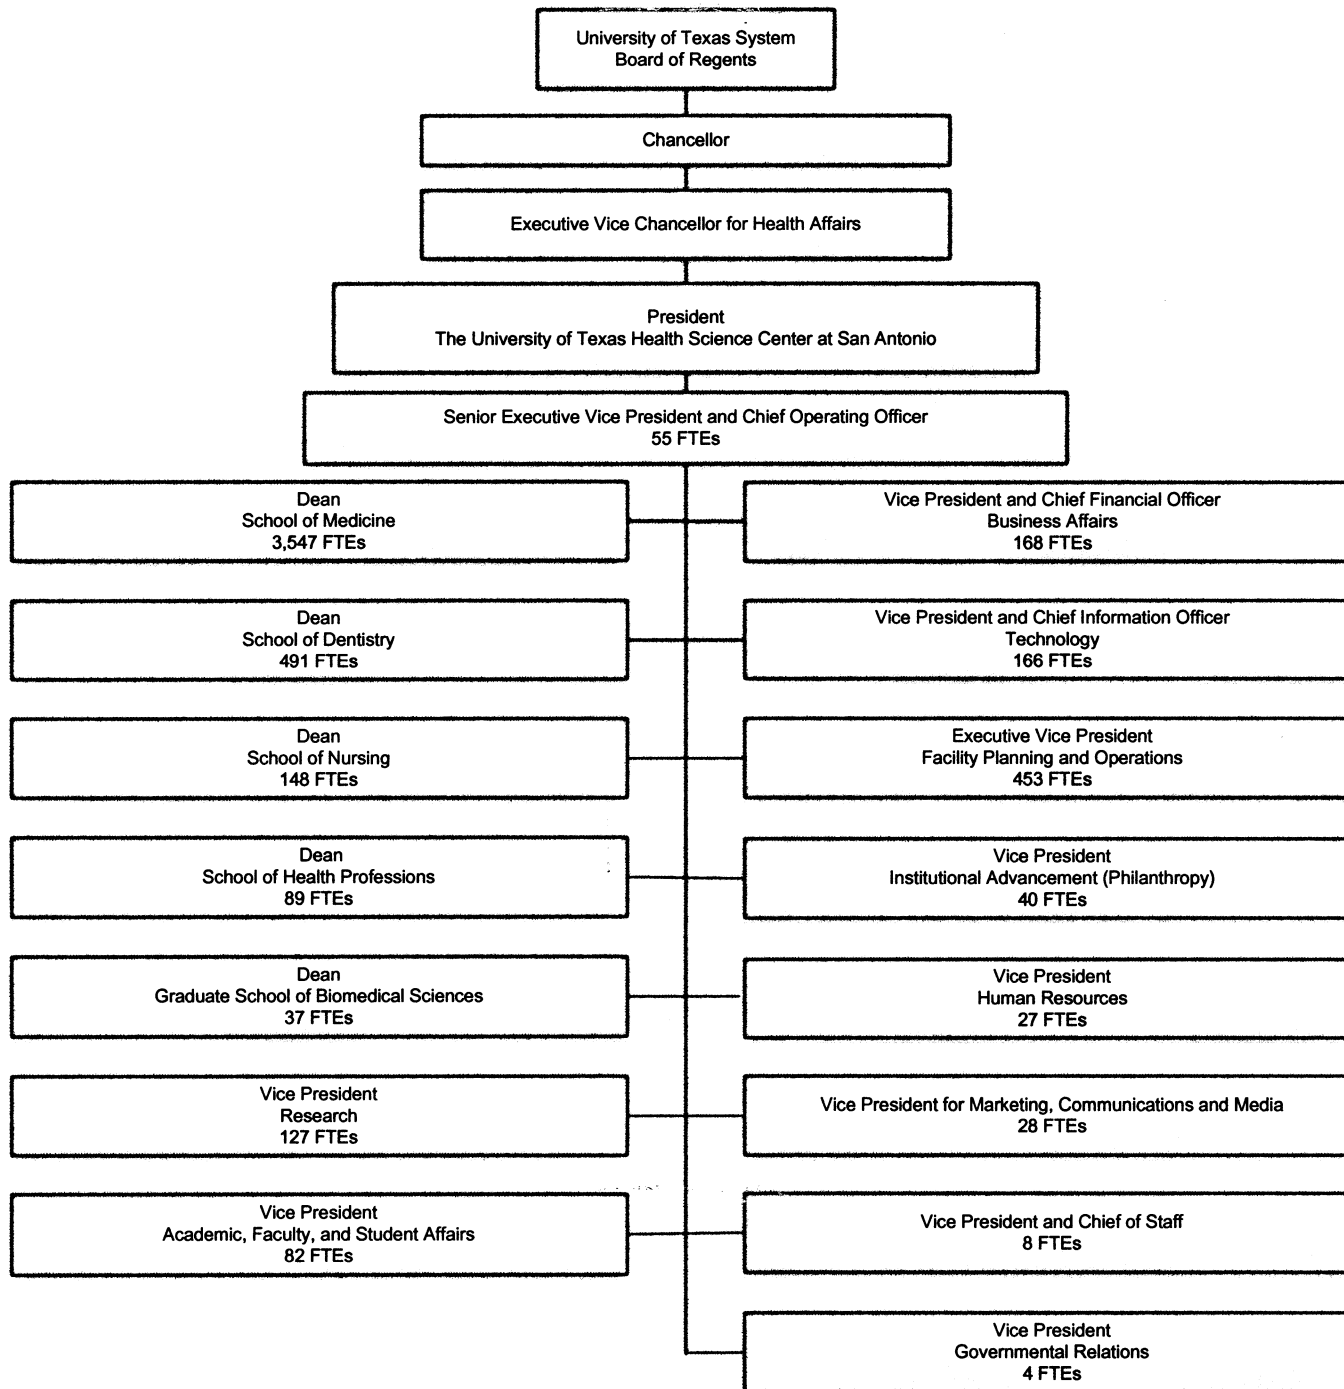 University of Texas System
Board of Regents
Chancellor
Executive Vice Chancellor for Health Affairs
President
The University of Texas Health Science Center at San Antonio
Senior Executive Vice President and Chief Operating Officer
55 FTEs
Dean
School of Medicine
3,547 FTEs
Vice President and Chief Financial Officer
Business Affairs
168 FTEs
Dean
School of Dentistry
491 FTEs
Vice President and Chief Information Officer
Technology
166 FTEs
Dean
School of Nursing
148 FTEs
Executive Vice President
Facility Planning and Operations
453 FTEs
Dean
School of Health Professions
89 FTEs
Vice President
Institutional Advancement (Philanthropy)
40 FTEs
Dean
Graduate School of Biomedical Sciences
37 FTEs
Vice President
Human Resources
27 FTEs
Vice President
Research
127 FTEs
Vice President for Marketing, Communications and Media
28 FTEs
Vice President
Academic, Faculty, and Student Affairs
82 FTEs
Vice President and Chief of Staff
8 FTEs
Vice President
Governmental Relations
4 FTEs